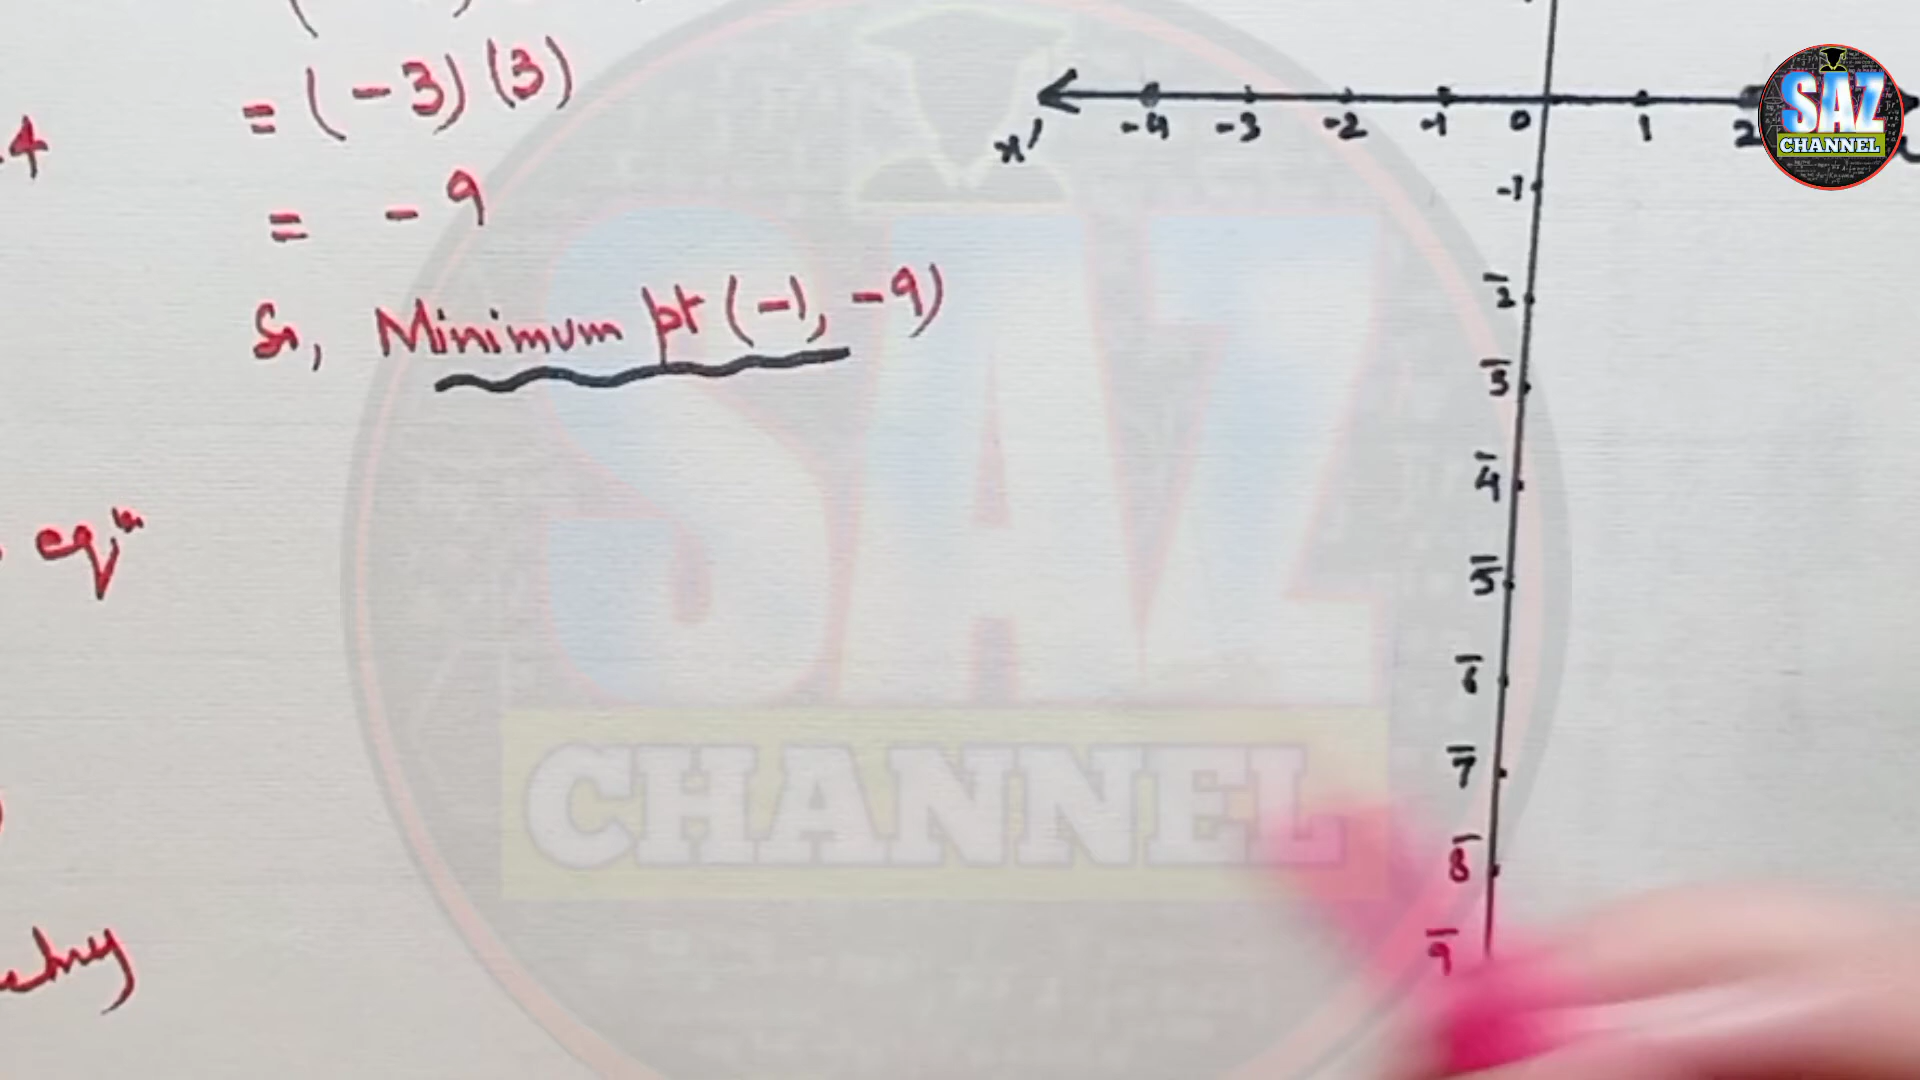 = (-3) (3)
4
= -9
So, Minimum pt (-1, -9)
eqn
x' -4 -3 -2 -1 0 1 2
-1
-2
-3
-4
-5
-6
-7
-8
-9
SAZ
CHANNEL
SAZ
CHANNEL